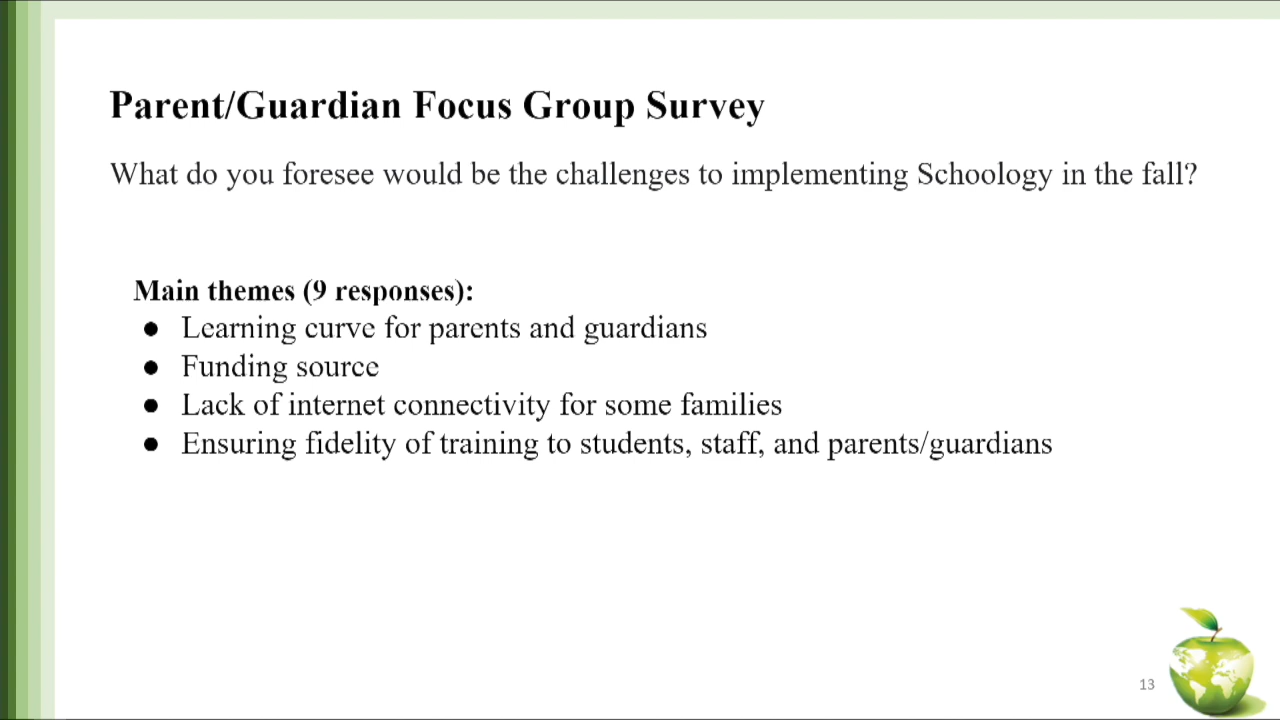 Parent/Guardian Focus Group Survey
What do you foresee would be the challenges to implementing Schoology in the fall?
Main themes (9 responses):
● Learning curve for parents and guardians
● Funding source
● Lack of internet connectivity for some families
● Ensuring fidelity of training to students, staff, and parents/guardians
13